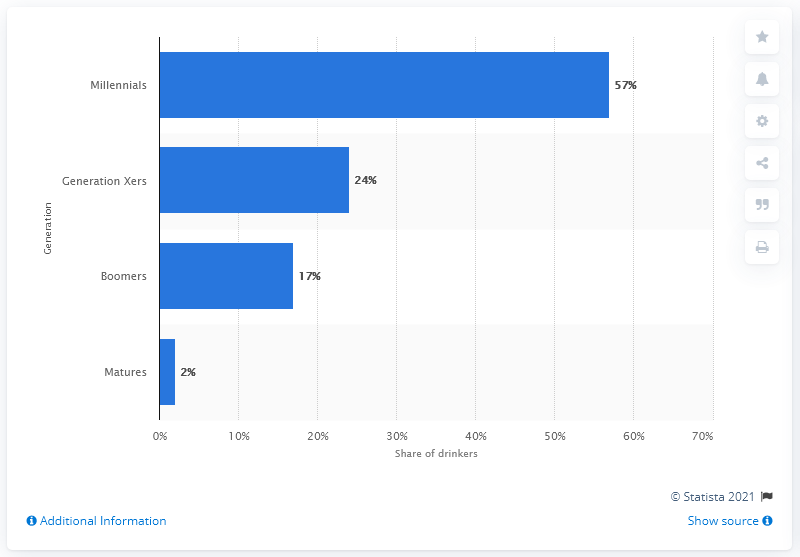 Millennials
57%
Generation Xers
24%
Generation
Boomers
17%
Matures
2%
0% 10% 20% 30% 40% 50% 60% 70%
Share of drinkers
© Statista 2021
Additional Information
Show source